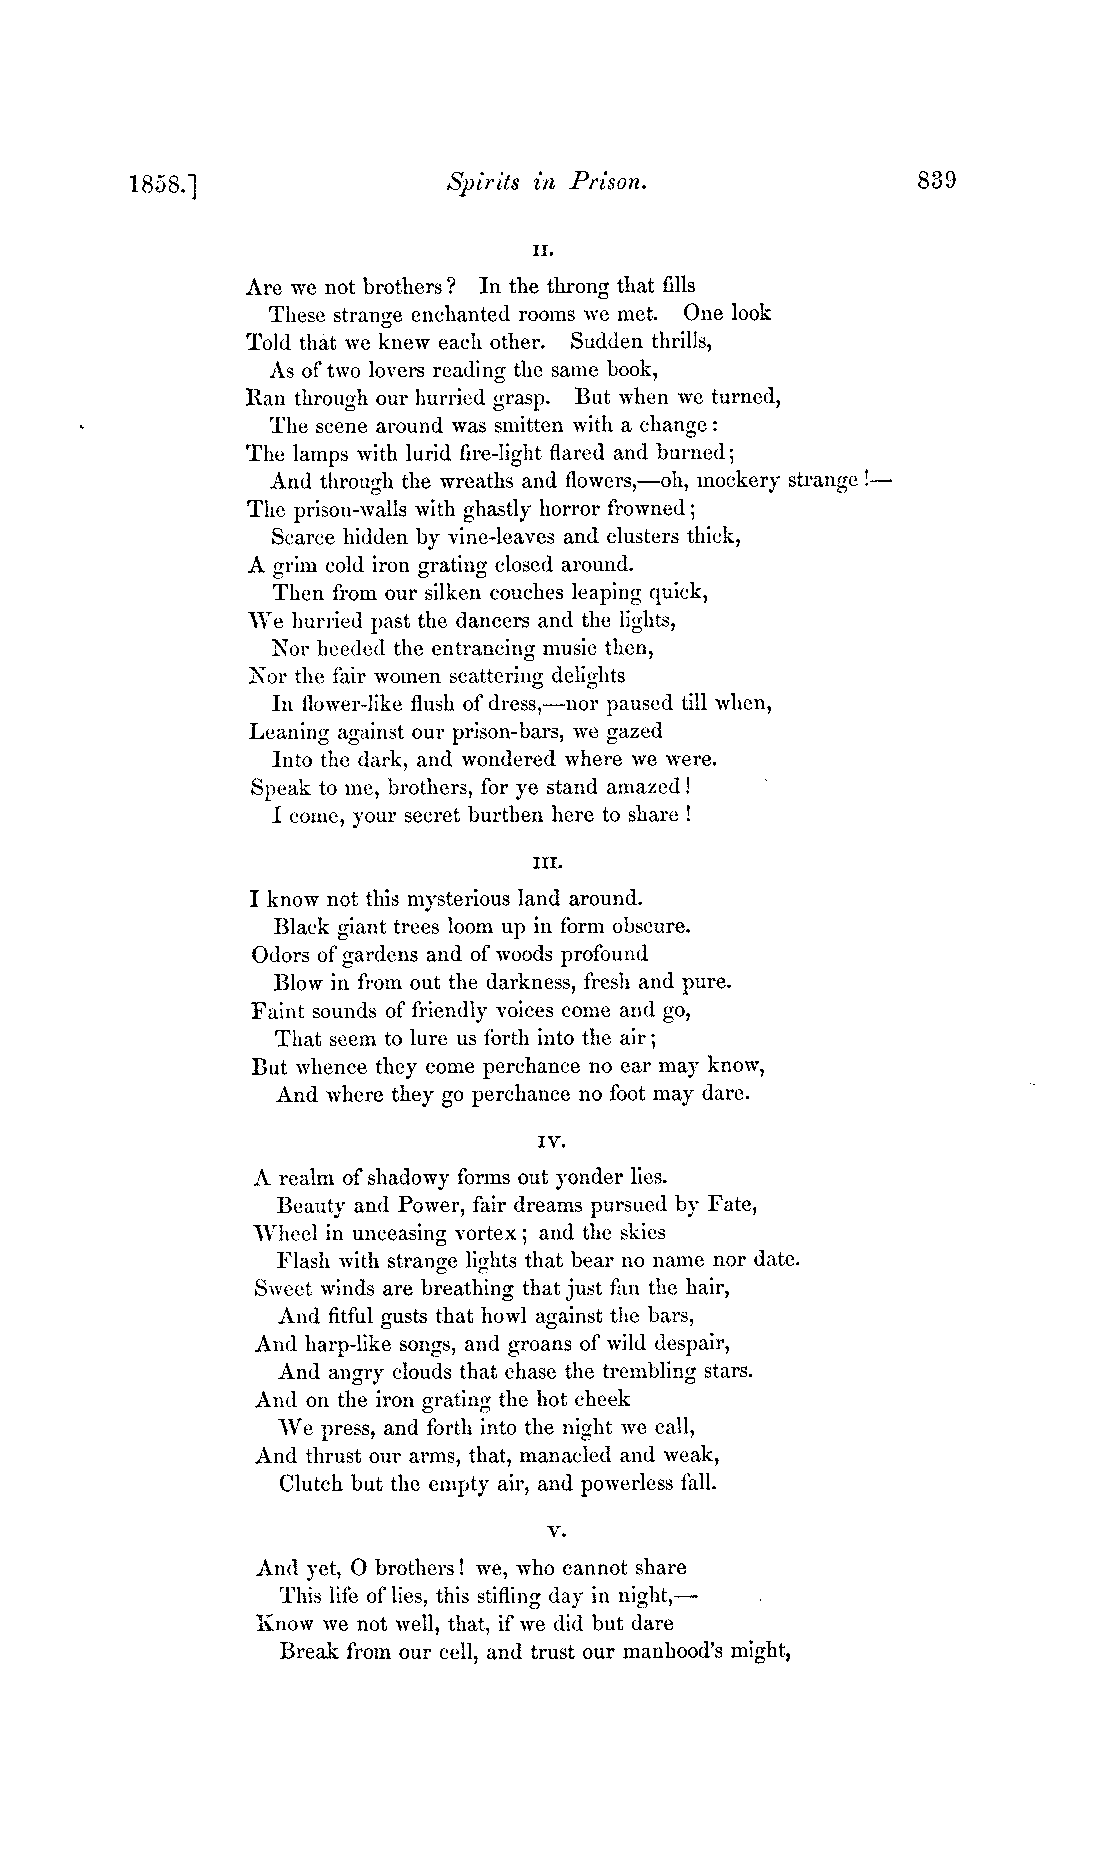 1858.] Spirits in Prison. 839
II.
Are we not brothers? In the throng that fills
These strange enchanted rooms we met. One look
Told that we knew each other. Sudden thrills,
As of two lovers reading the same book,
Ran through our hurried grasp. But when we turned,
The scene around was smitten with a change:
The lamps with lurid fire-light flared and burned;
And through the wreaths and flowers,—oh, mockery strange!—
The prison-walls with ghastly horror frowned;
Scarce hidden by vine-leaves and clusters thick,
A grim cold iron grating closed around.
Then from our silken couches leaping quick,
We hurried past the dancers and the lights,
Nor heeded the entrancing music then,
Nor the fair women scattering delights
In flower-like flush of dress,—nor paused till when,
Leaning against our prison-bars, we gazed
Into the dark, and wondered where we were.
Speak to me, brothers, for ye stand amazed!
I come, your secret burthen here to share!
III.
I know not this mysterious land around.
Black giant trees loom up in form obscure.
Odors of gardens and of woods profound
Blow in from out the darkness, fresh and pure.
Faint sounds of friendly voices come and go,
That seem to lure us forth into the air;
But whence they come perchance no ear may know,
And where they go perchance no foot may dare.
IV.
A realm of shadowy forms out yonder lies.
Beauty and Power, fair dreams pursued by Fate,
Wheel in unceasing vortex; and the skies
Flash with strange lights that bear no name nor date.
Sweet winds are breathing that just fan the hair,
And fitful gusts that howl against the bars,
And harp-like songs, and groans of wild despair,
And angry clouds that chase the trembling stars.
And on the iron grating the hot cheek
We press, and forth into the night we call,
And thrust our arms, that, manacled and weak,
Clutch but the empty air, and powerless fall.
V.
And yet, O brothers! we, who cannot share
This life of lies, this stifling day in night,—
Know we not well, that, if we did but dare
Break from our cell, and trust our manhood's might,